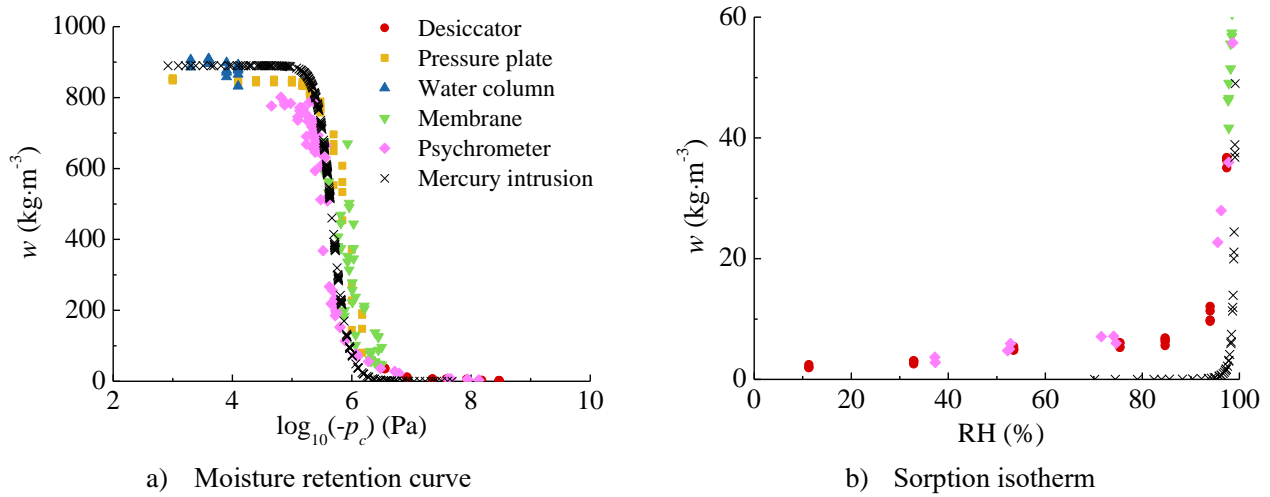 1000
800
600
400
200
0
w (kg·m⁻³)
2 4 6 8 10
log₁₀(-p_c) (Pa)
Desiccator
Pressure plate
Water column
Membrane
Psychrometer
Mercury intrusion
a) Moisture retention curve
60
40
20
0
w (kg·m⁻³)
0 20 40 60 80 100
RH (%)
b) Sorption isotherm